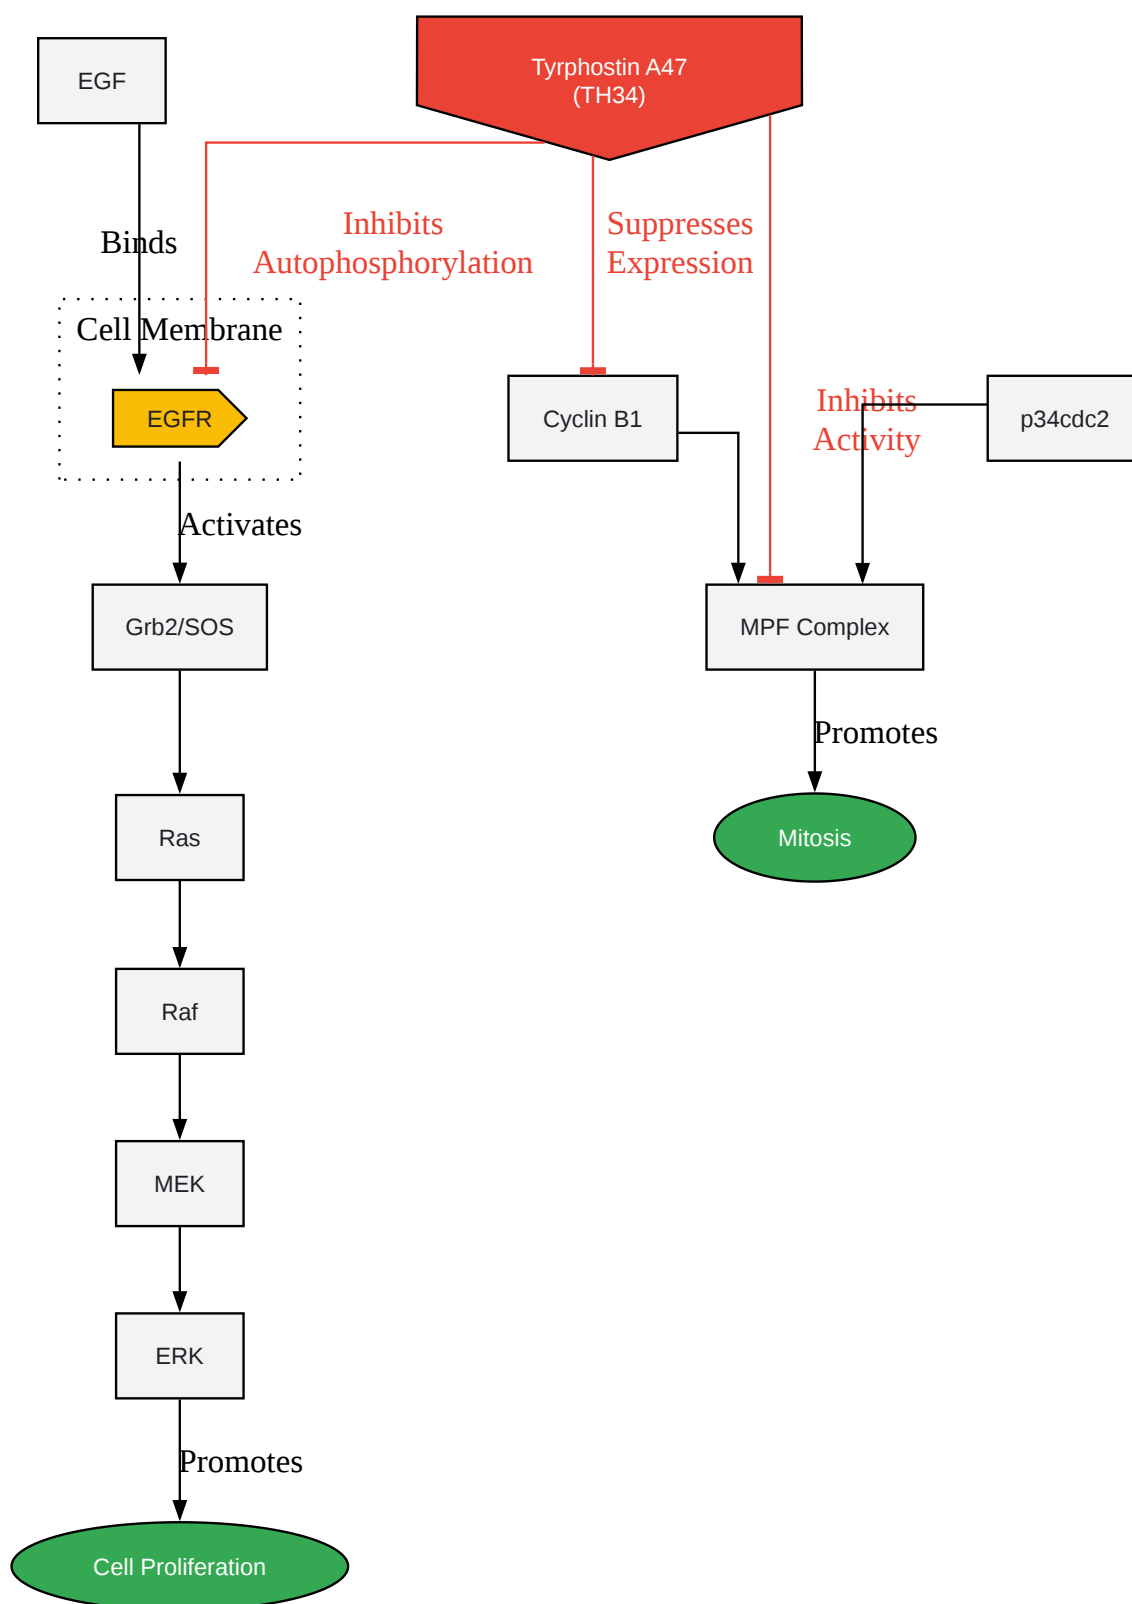 EGF
Tyrphostin A47
(TH34)
Binds
Inhibits
Autophosphorylation
Suppresses
Expression
Cell Membrane
EGFR
Cyclin B1
Inhibits
Activity
p34cdc2
Activates
Grb2/SOS
MPF Complex
Promotes
Ras
Mitosis
Raf
MEK
ERK
Promotes
Cell Proliferation